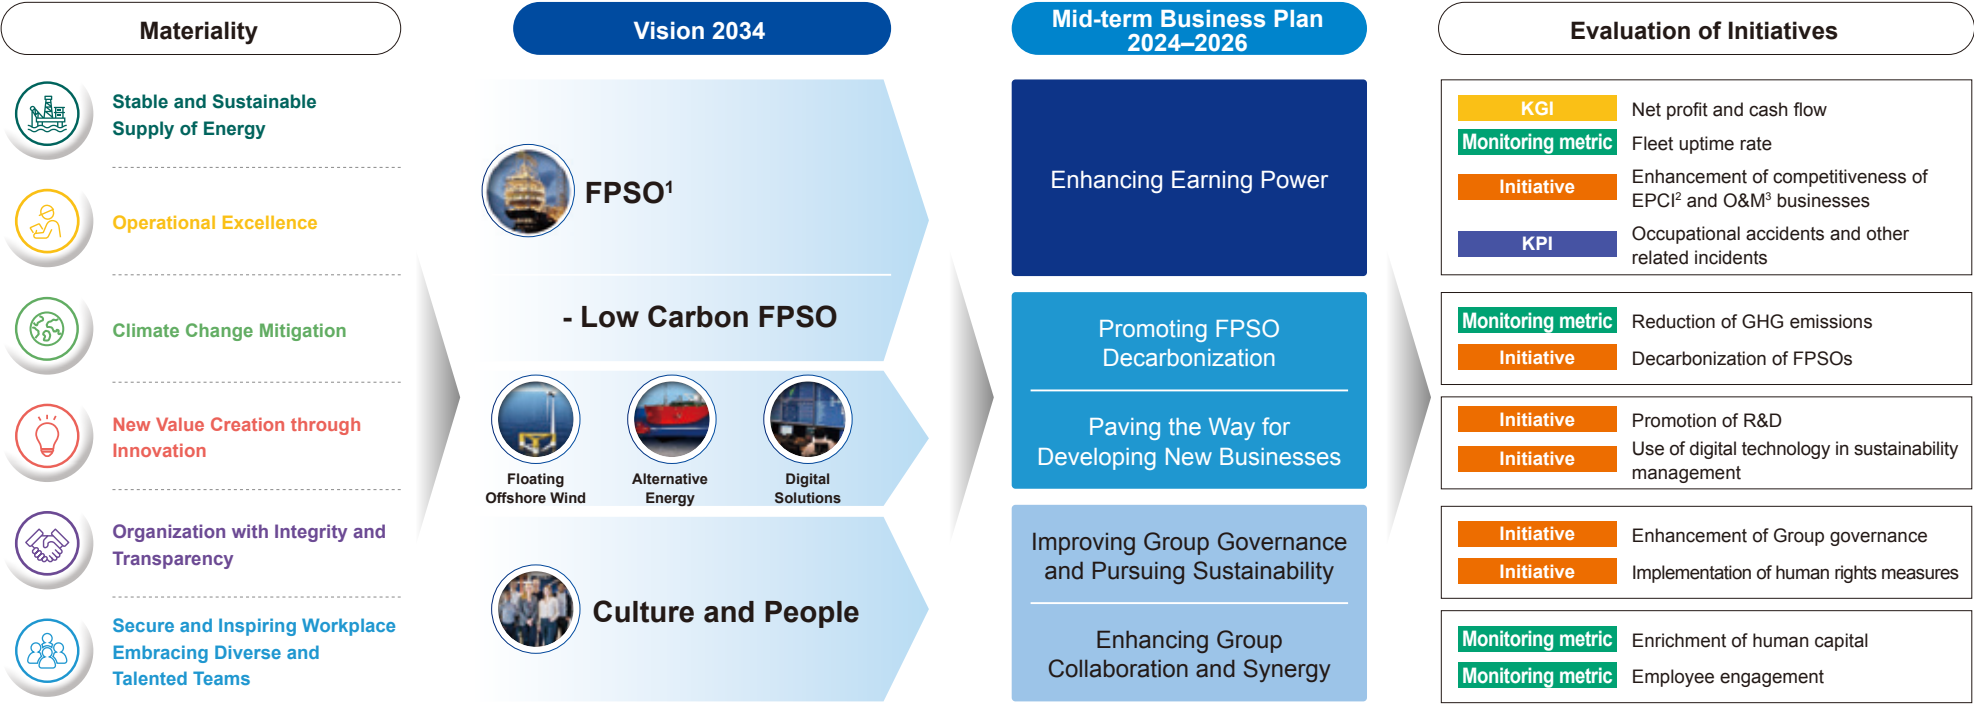 Materiality
Stable and Sustainable
Supply of Energy
Operational Excellence
Climate Change Mitigation
New Value Creation through
Innovation
Organization with Integrity and
Transparency
Secure and Inspiring Workplace
Embracing Diverse and
Talented Teams
Vision 2034
FPSO¹
- Low Carbon FPSO
Floating
Offshore Wind
Alternative
Energy
Digital
Solutions
Culture and People
Mid-term Business Plan
2024–2026
Enhancing Earning Power
Promoting FPSO
Decarbonization
Paving the Way for
Developing New Businesses
Improving Group Governance
and Pursuing Sustainability
Enhancing Group
Collaboration and Synergy
Evaluation of Initiatives
KGI Net profit and cash flow
Monitoring metric Fleet uptime rate
Initiative Enhancement of competitiveness of
EPCI² and O&M³ businesses
KPI Occupational accidents and other
related incidents
Monitoring metric Reduction of GHG emissions
Initiative Decarbonization of FPSOs
Initiative Promotion of R&D
Initiative Use of digital technology in sustainability
management
Initiative Enhancement of Group governance
Initiative Implementation of human rights measures
Monitoring metric Enrichment of human capital
Monitoring metric Employee engagement